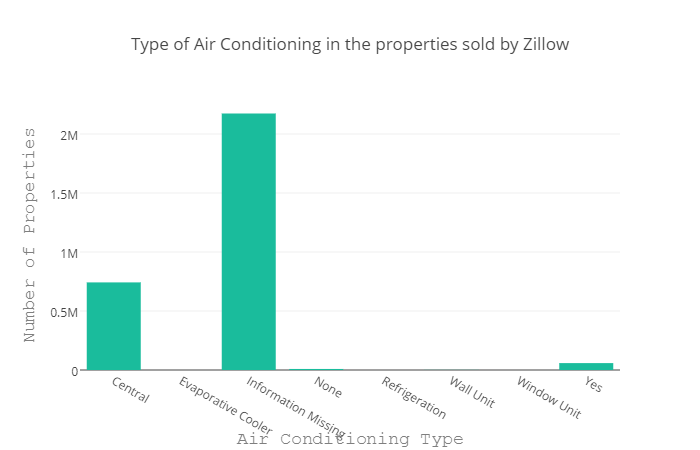 Type of Air Conditioning in the properties sold by Zillow
Number of Properties
2M
1.5M
1M
0.5M
0
Central
Evaporative Cooler
Information Missing
None
Refrigeration
Wall Unit
Window Unit
Yes
Air Conditioning Type